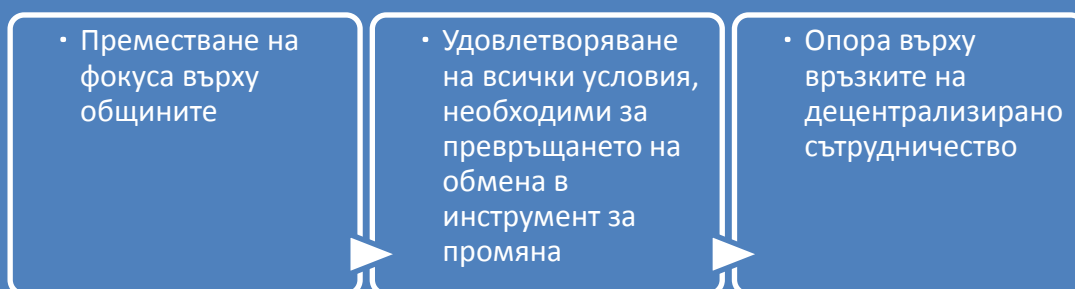 · Преместване на
фокуса върху
общините
· Удовлетворяване
на всички условия,
необходими за
превръщането на
обмена в
инструмент за
промяна
· Опора върху
връзките на
децентрализирано
сътрудничество